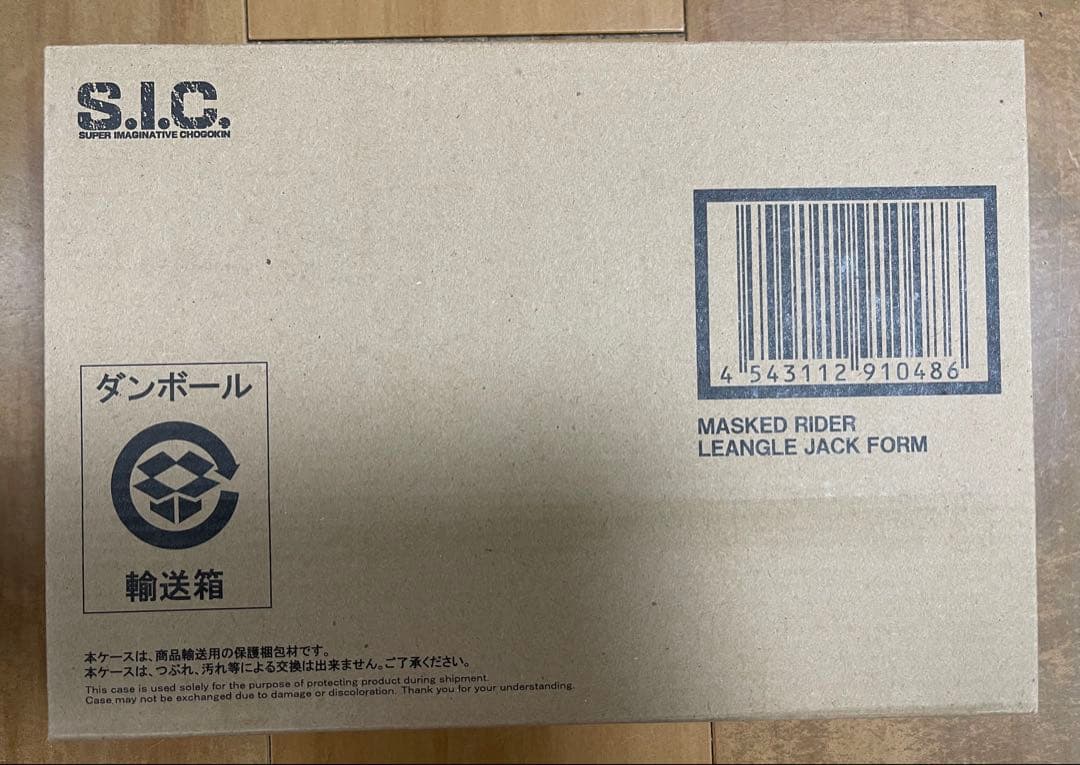 S.I.C.
SUPER IMAGINATIVE CHOGOKIN
4 543112 910486
MASKED RIDER
LEANGLE JACK FORM
ダンボール
輸送箱
本ケースは、商品輸送用の保護梱包材です。
本ケースは、つぶれ、汚れ等による交換は出来ません。ご了承ください。
This case is used solely for the purpose of protecting product during shipment.
Case may not be exchanged due to damage or discoloration. Thank you for your understanding.